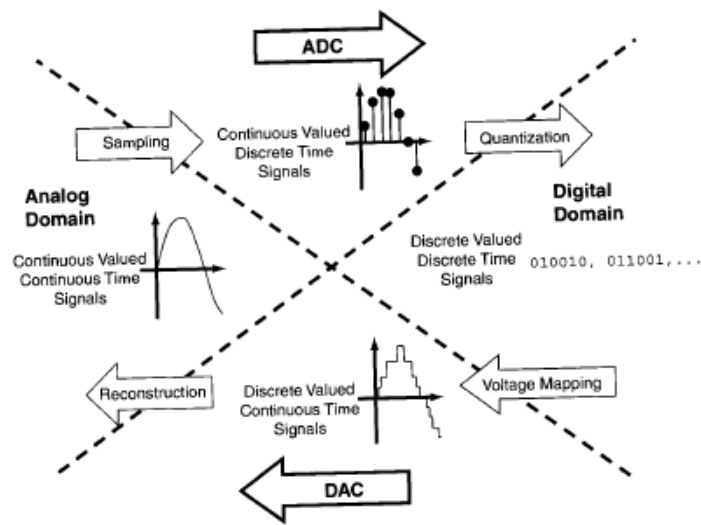 ADC
Sampling
Continuous Valued
Discrete Time
Signals
Quantization
Analog
Domain
Digital
Domain
Continuous Valued
Continuous Time
Signals
Discrete Valued
Discrete Time
Signals
010010, 011001,...
Reconstruction
Discrete Valued
Continuous Time
Signals
Voltage Mapping
DAC